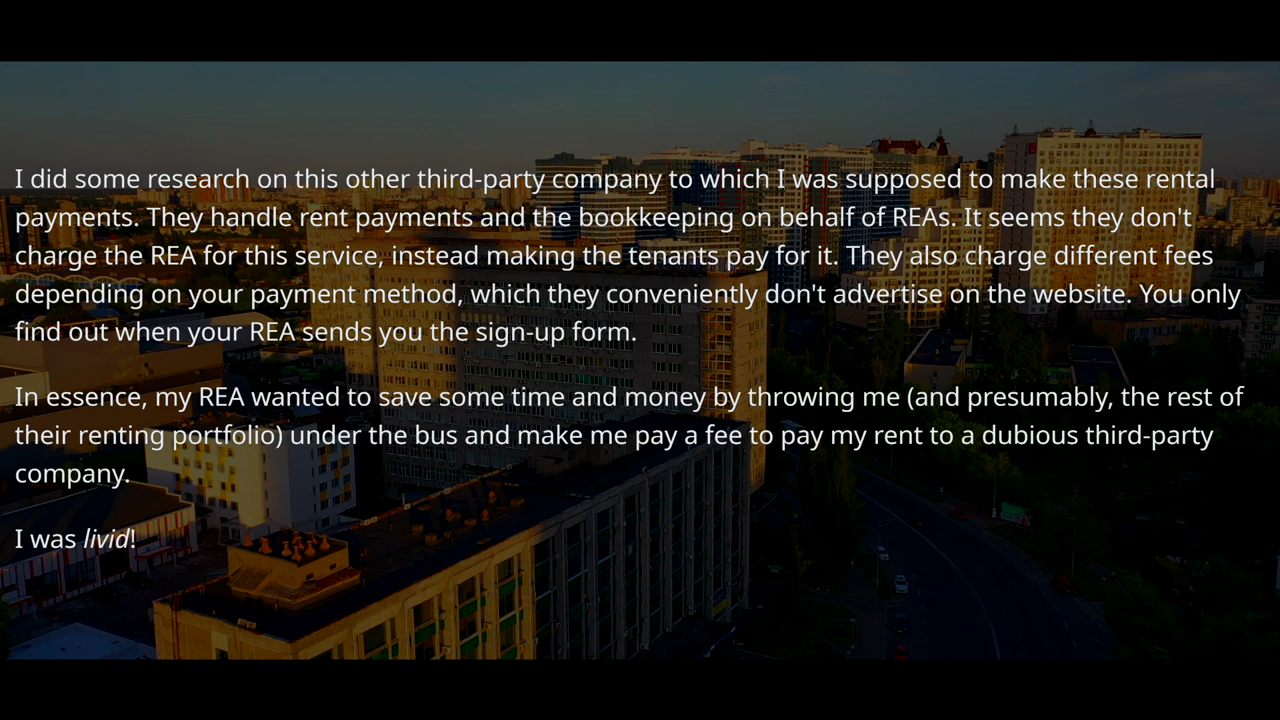 I did some research on this other third-party company to which I was supposed to make these rental
payments. They handle rent payments and the bookkeeping on behalf of REAs. It seems they don't
charge the REA for this service, instead making the tenants pay for it. They also charge different fees
depending on your payment method, which they conveniently don't advertise on the website. You only
find out when your REA sends you the sign-up form.
In essence, my REA wanted to save some time and money by throwing me (and presumably, the rest of
their renting portfolio) under the bus and make me pay a fee to pay my rent to a dubious third-party
company.
I was livid!